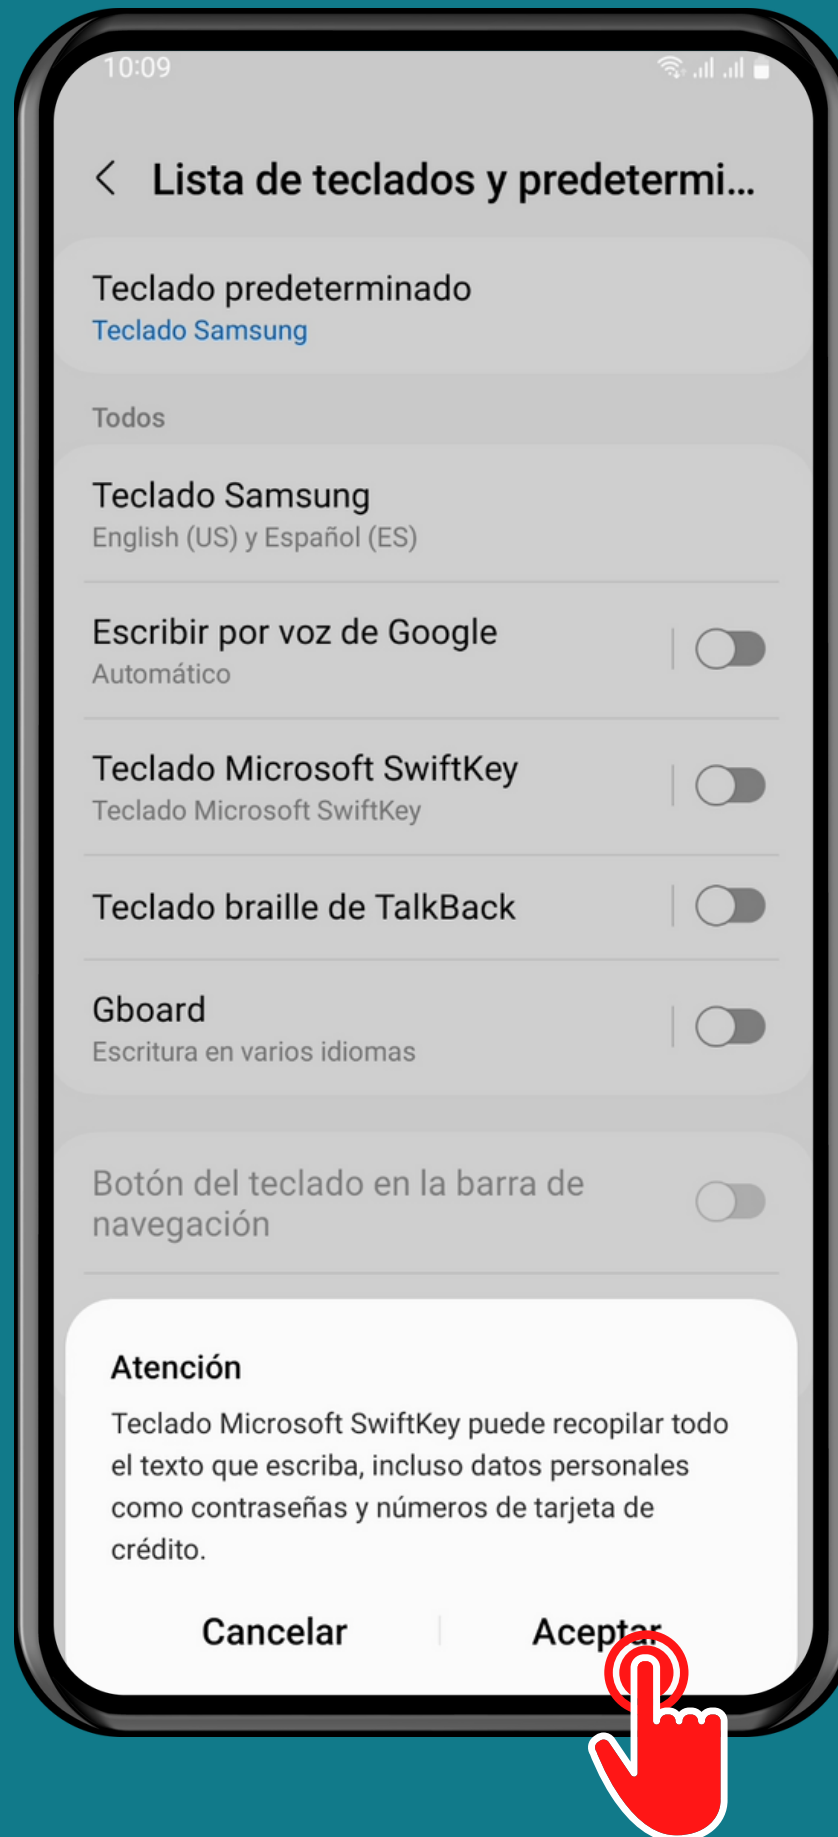 10:09
Lista de teclados y predetermi...
Teclado predeterminado
Teclado Samsung
Todos
Teclado Samsung
English (US) y Español (ES)
Escribir por voz de Google
Automático
Teclado Microsoft SwiftKey
Teclado Microsoft SwiftKey
Teclado braille de TalkBack
Gboard
Escritura en varios idiomas
Botón del teclado en la barra de
navegación
Atención
Teclado Microsoft SwiftKey puede recopilar todo
el texto que escriba, incluso datos personales
como contraseñas y números de tarjeta de
crédito.
Cancelar
Aceptar